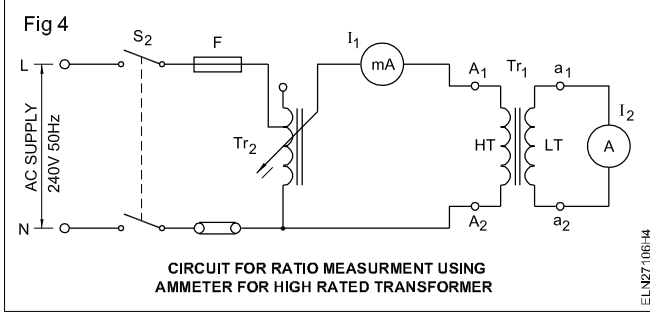 Fig 4
S2
F
I1
mA
L
A1
Tr1
a1
I2
AC SUPPLY
240V 50Hz
Tr2
HT
LT
A
N
A2
a2
CIRCUIT FOR RATIO MEASURMENT USING
AMMETER FOR HIGH RATED TRANSFORMER
ELN27106H4